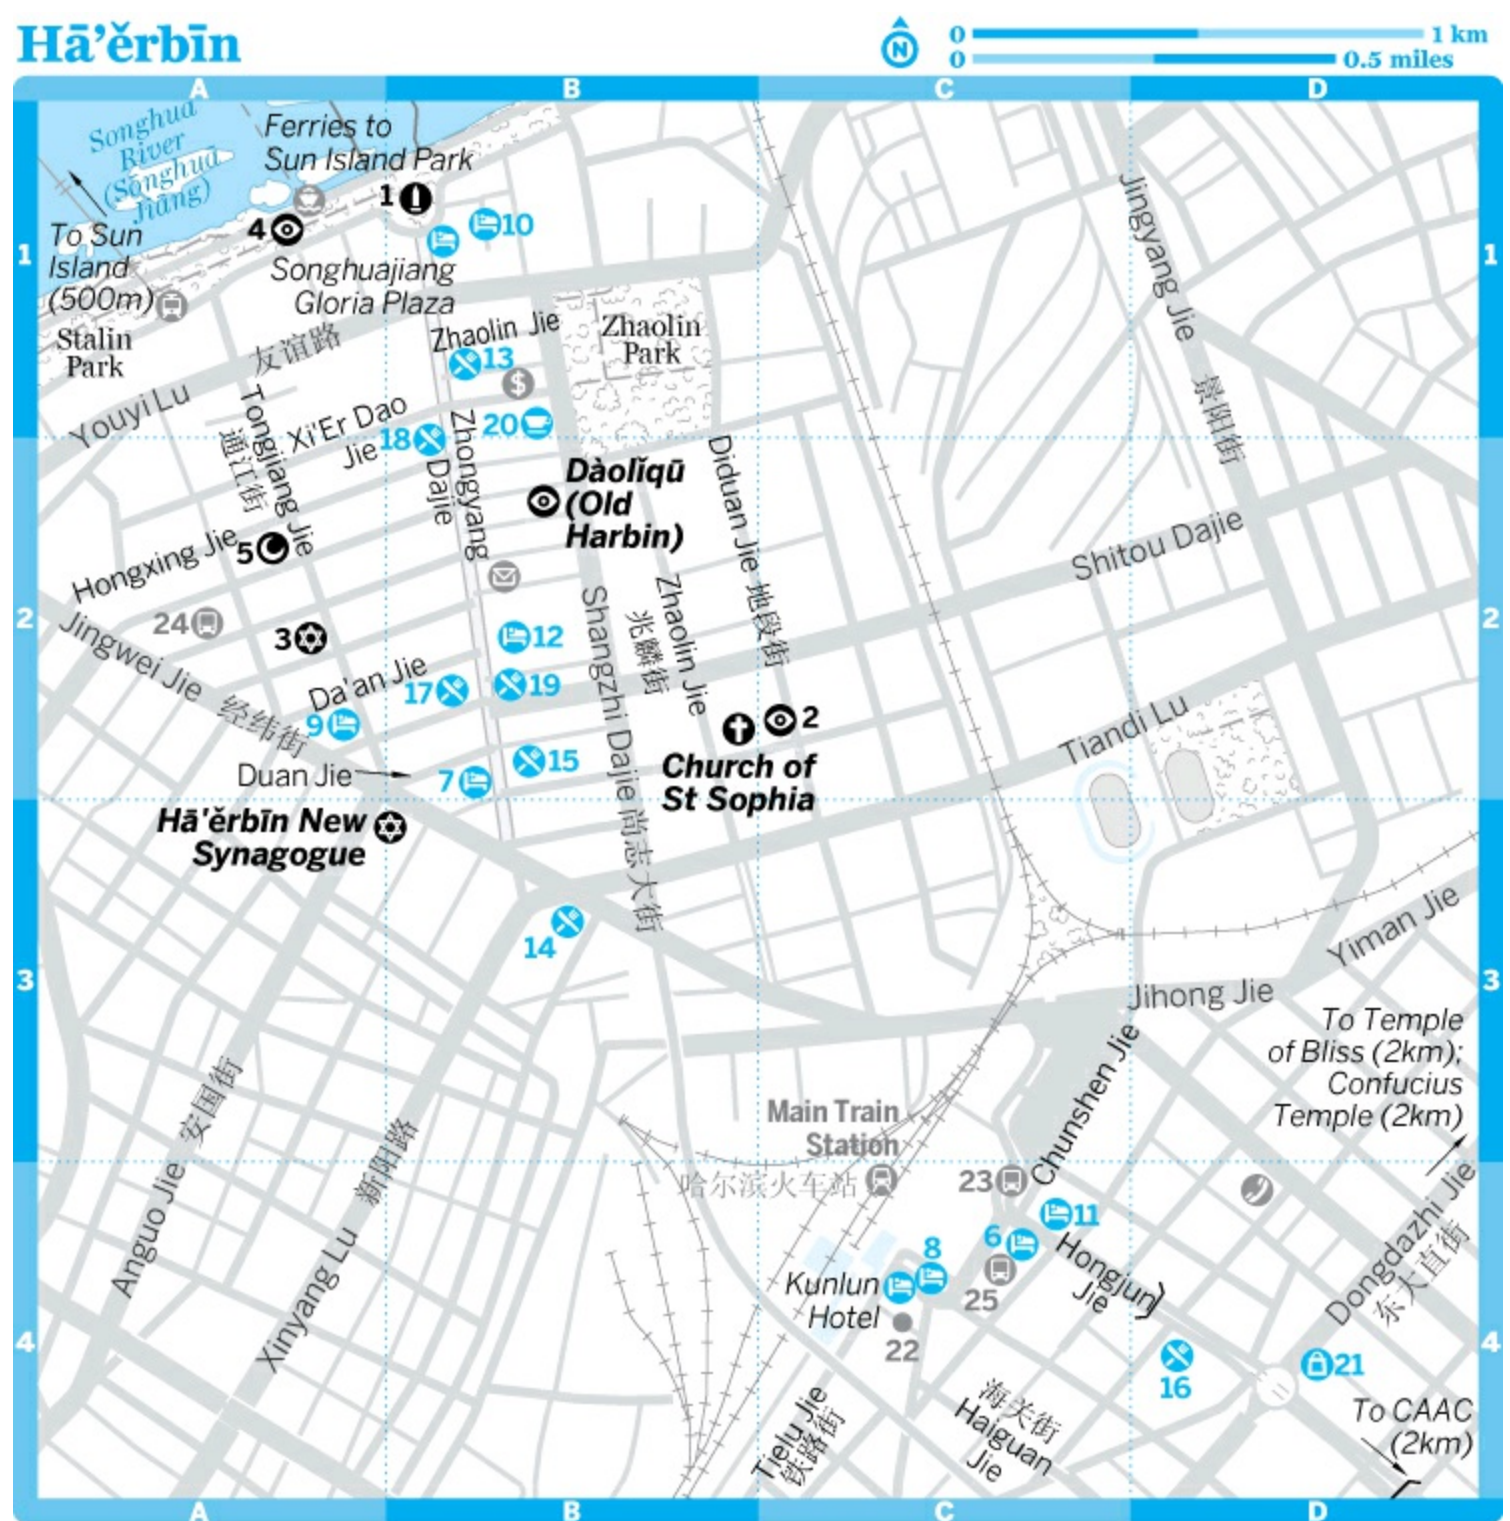 Hā'ěrbīn
N
0 1 km
0 0.5 miles
A B C D
Songhua
River
(Songhuā
Jiāng)
Ferries to
Sun Island Park
1
4
10
To Sun
Island
(500m)
Songhuajiang
Gloria Plaza
1 1
Stalin
Park
友谊路
Youyi Lu
Zhaolin Jie
13
$
Zhaolin
Park
Jingyang Jie
景阳街
Tongjiang Jie
通江街
Xi'Er Dao
Jie
18
20
Zhongyang
Dajie
Dàolǐqū
(Old
Harbin)
Diduan Jie 地段街
Hongxing Jie
5
Shitou Dajie
24
3
2 2
Jingwei Jie 经纬街
Da'an Jie
12
17
19
9
Shangzhi Dajie 尚志大街
Zhaolin Jie
兆麟街
2
Church of
St Sophia
Tiandi Lu
Duan Jie
7
15
Hā'ěrbīn New
Synagogue
14
3 3
Yiman Jie
Jihong Jie
To Temple
of Bliss (2km);
Confucius
Temple (2km)
Chunshen Jie
Anguo Jie 安国街
Xinyang Lu 新阳路
Main Train
Station
哈尔滨火车站
23
11
6
8
25
Kunlun
Hotel
22
Hongjun
Jie
Dongdazhi Jie
东大直街
4 4
16
21
Tielu Jie
铁路街
海关街
Haiguan
Jie
To CAAC
(2km)
A B C D